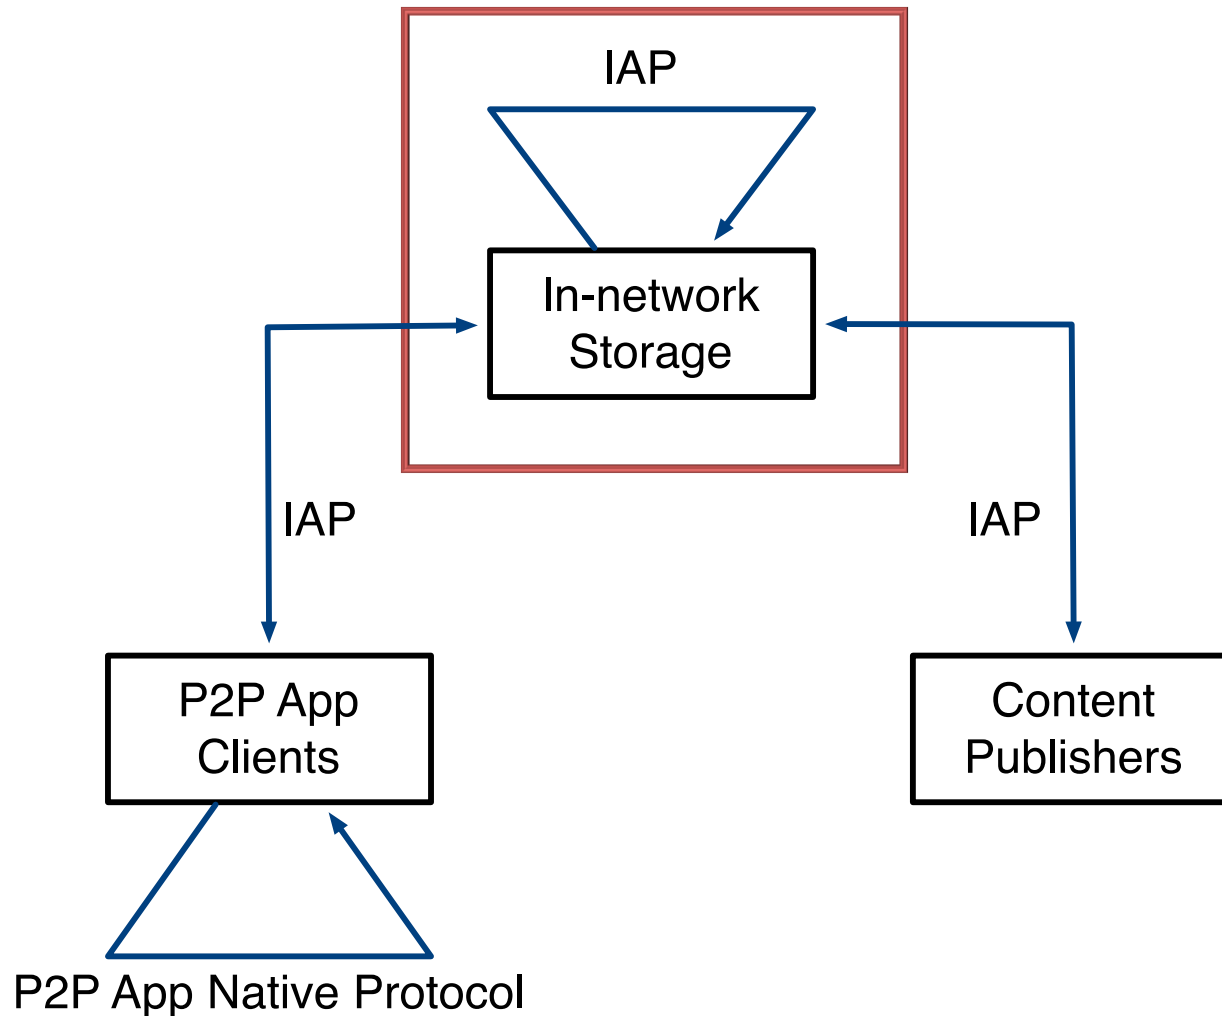 IAP
In-network
Storage
IAP
IAP
P2P App
Clients
Content
Publishers
P2P App Native Protocol